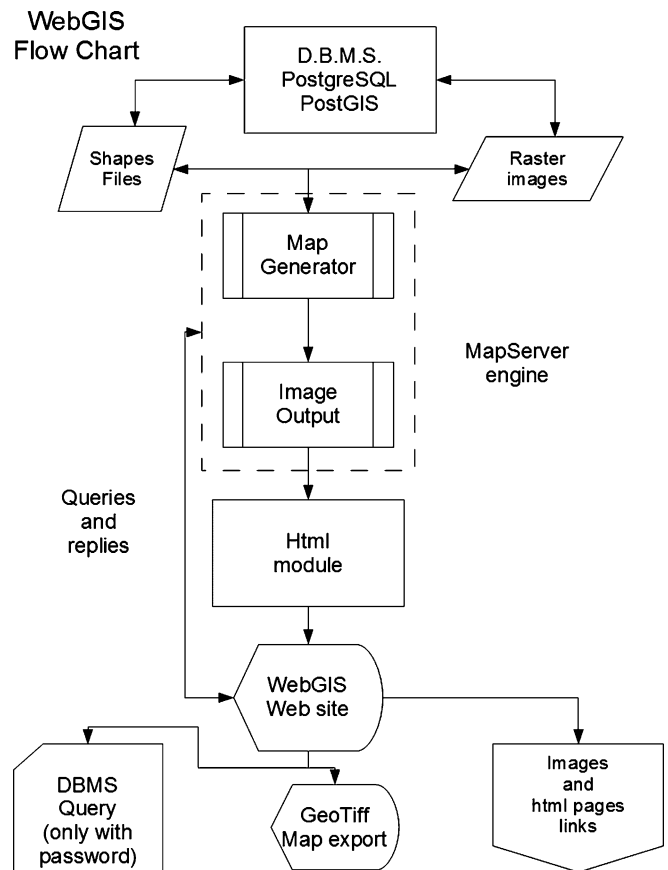 WebGIS
Flow Chart
D.B.M.S.
PostgreSQL
PostGIS
Shapes
Files
Raster
images
Map
Generator
MapServer
engine
Image
Output
Queries
and
replies
Html
module
WebGIS
Web site
DBMS
Query
(only with
password)
GeoTiff
Map export
Images
and
html pages
links